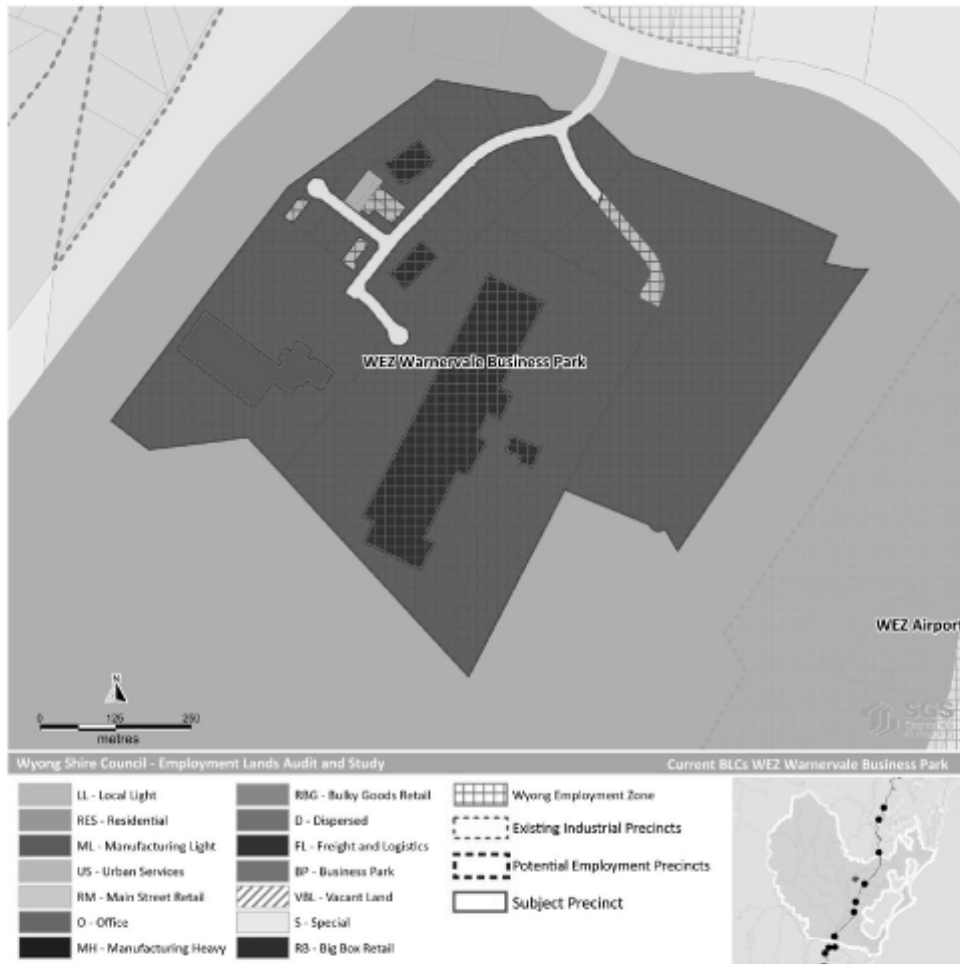 WEZ Warnervale Business Park
WEZ Airport
N
0 125 250
metres
SGS
Wyong Shire Council - Employment Lands Audit and Study
Current BLCs WEZ Warnervale Business Park
LL - Local Light
RES - Residential
ML - Manufacturing Light
US - Urban Services
RM - Main Street Retail
O - Office
MH - Manufacturing Heavy
RBG - Bulky Goods Retail
D - Dispersed
FL - Freight and Logistics
BP - Business Park
VBL - Vacant Land
S - Special
RB - Big Box Retail
Wyong Employment Zone
Existing Industrial Precincts
Potential Employment Precincts
Subject Precinct